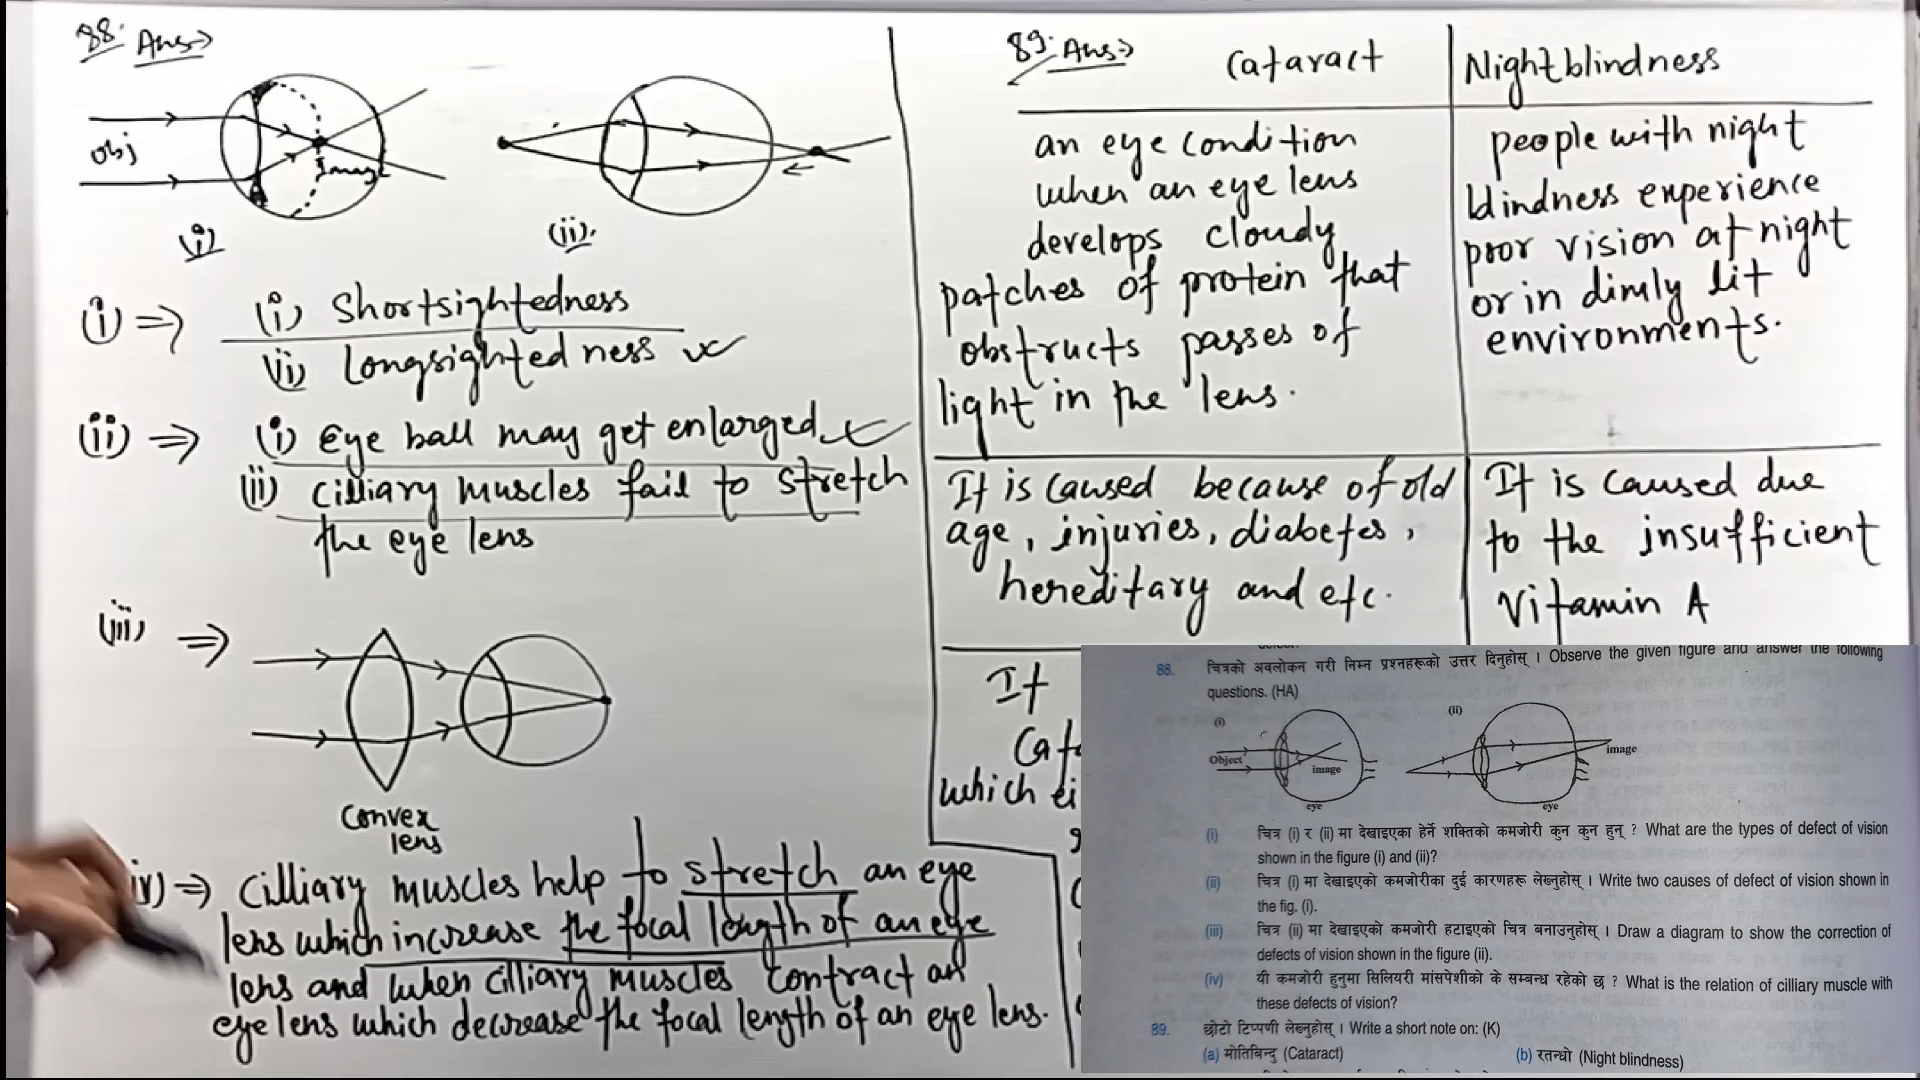 88. Ans→
obj
Image
(i)
(ii).
(i) ⇒ (i) Shortsightedness
(ii) Longsightedness
(ii) ⇒ (i) Eye ball may get enlarged
(ii) Cilliary muscles fail to stretch
the eye lens
(iii) ⇒
Convex
lens
iv) ⇒ Cilliary muscles help to stretch an eye
lens which increase the focal length of an eye
lens and when cilliary muscles contract an
eye lens which decrease the focal length of an eye lens.
89. Ans→
Cataract
an eye condition
when an eye lens
develops cloudy
patches of protein that
obstructs passes of
light in the lens.
It is caused because of old
age, injuries, diabetes,
hereditary and etc.
It
Cat
which ei
Nightblindness
people with night
blindness experience
poor vision at night
or in dimly lit
environments.
It is caused due
to the insufficient
Vitamin A
88. चित्रको अवलोकन गरी निम्न प्रश्नहरूको उत्तर दिनुहोस् । Observe the given figure and answer the following
questions. (HA)
(i)
(ii)
Object
image
eye
image
eye
(i) चित्र (i) र (ii) मा देखाइएका हेर्ने शक्तिको कमजोरी कुन कुन हुन् ? What are the types of defect of vision
shown in the figure (i) and (ii)?
(ii) चित्र (i) मा देखाइएको कमजोरीका दुई कारणहरू लेख्नुहोस् । Write two causes of defect of vision shown in
the fig. (i).
(iii) चित्र (ii) मा देखाइएको कमजोरी हटाइएको चित्र बनाउनुहोस् । Draw a diagram to show the correction of
defects of vision shown in the figure (ii).
(iv) यी कमजोरी हुनुमा सिलियरी मांसपेशीको के सम्बन्ध रहेको छ ? What is the relation of cilliary muscle with
these defects of vision?
89. छोटो टिप्पणी लेख्नुहोस् । Write a short note on: (K)
(a) मोतिबिन्दु (Cataract)
(b) रतन्धो (Night blindness)